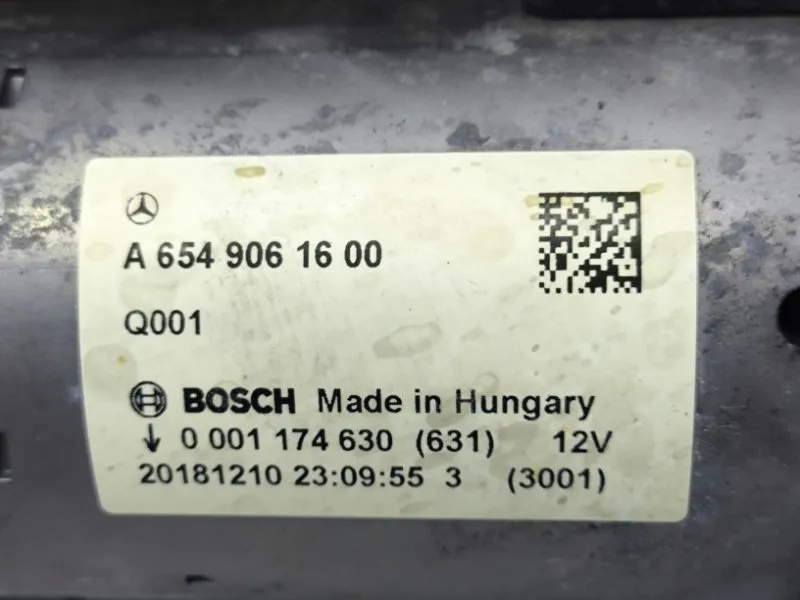 A 654 906 16 00
Q001
BOSCH Made in Hungary
↓ 0 001 174 630 (631) 12V
20181210 23:09:55 3 (3001)